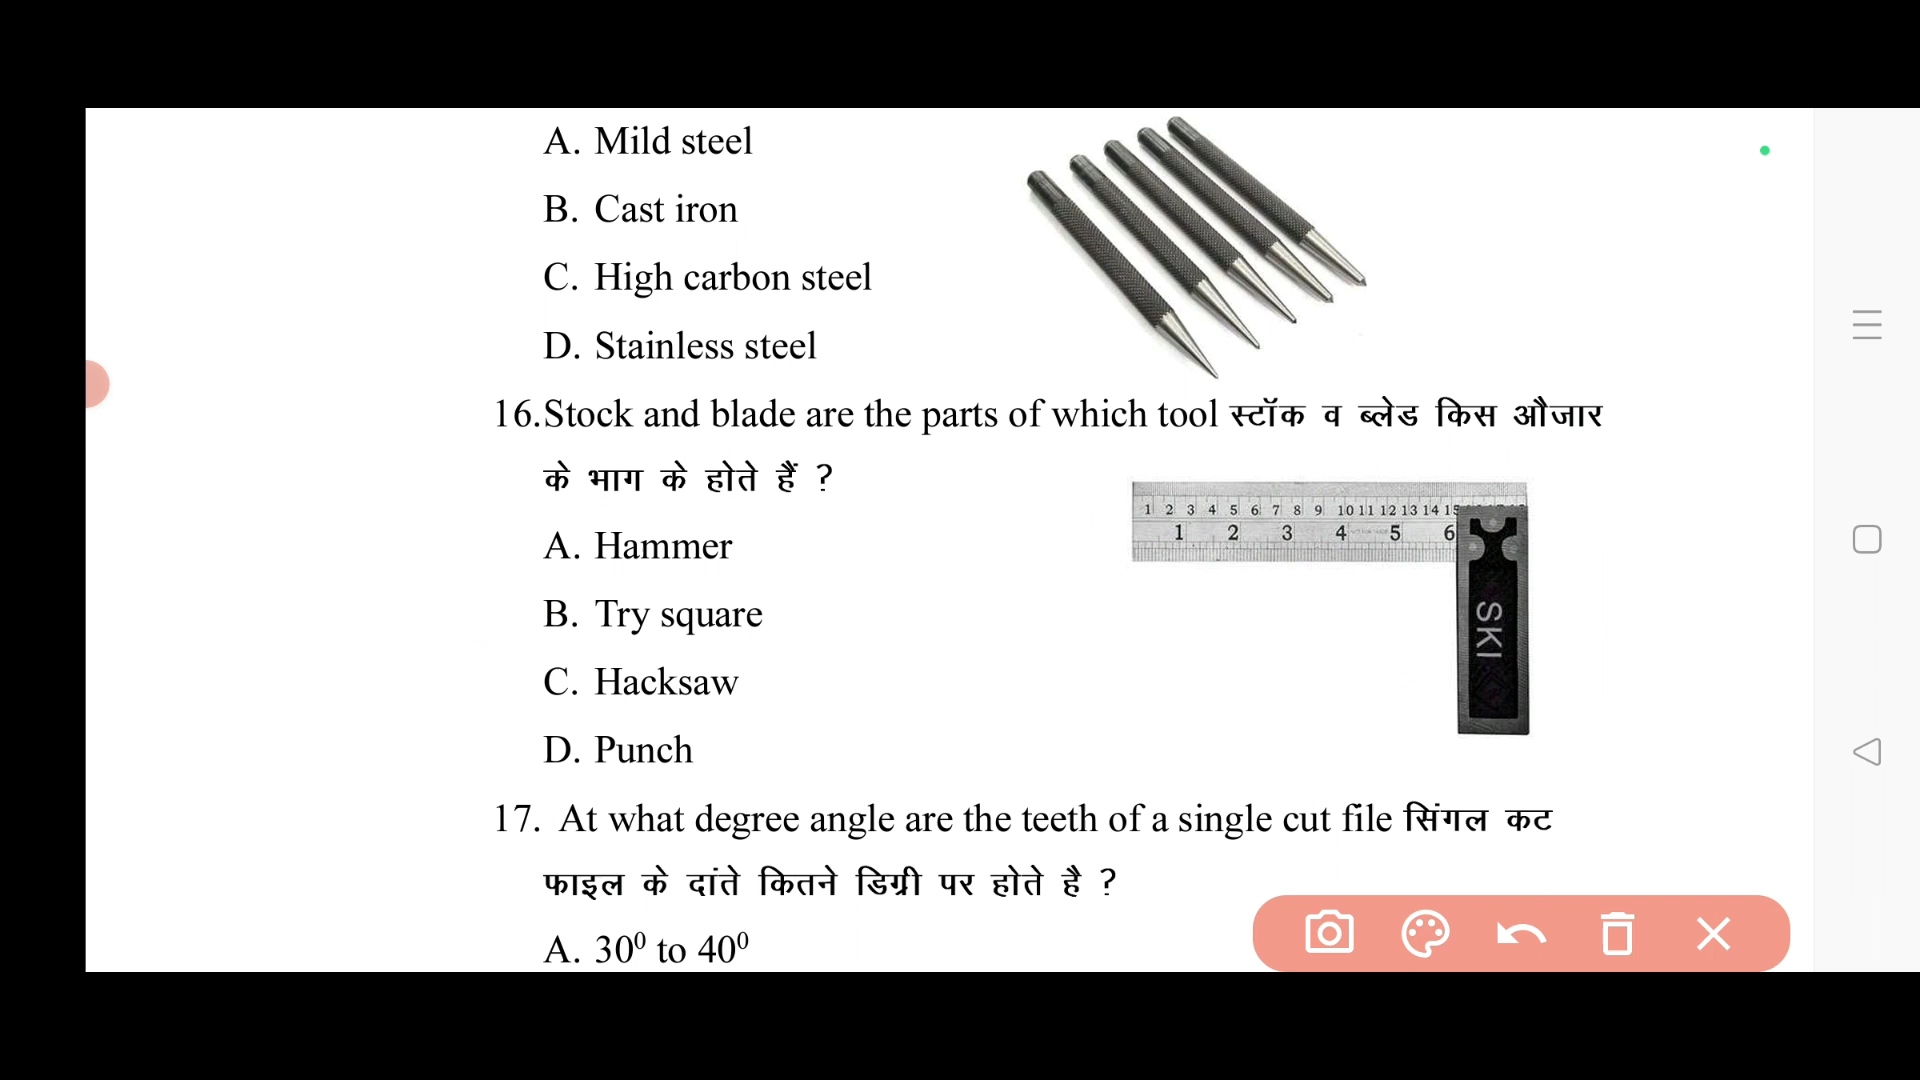 A. Mild steel
B. Cast iron
C. High carbon steel
D. Stainless steel
16.Stock and blade are the parts of which tool स्टॉक व ब्लेड किस औजार
के भाग के होते हैं ?
1 2 3 4 5 6 7 8 9 10 11 12 13 14
1 2 3 4 5 6
SKI
A. Hammer
B. Try square
C. Hacksaw
D. Punch
17. At what degree angle are the teeth of a single cut file सिंगल कट
फाइल के दांते कितने डिग्री पर होते है ?
A. 30⁰ to 40⁰